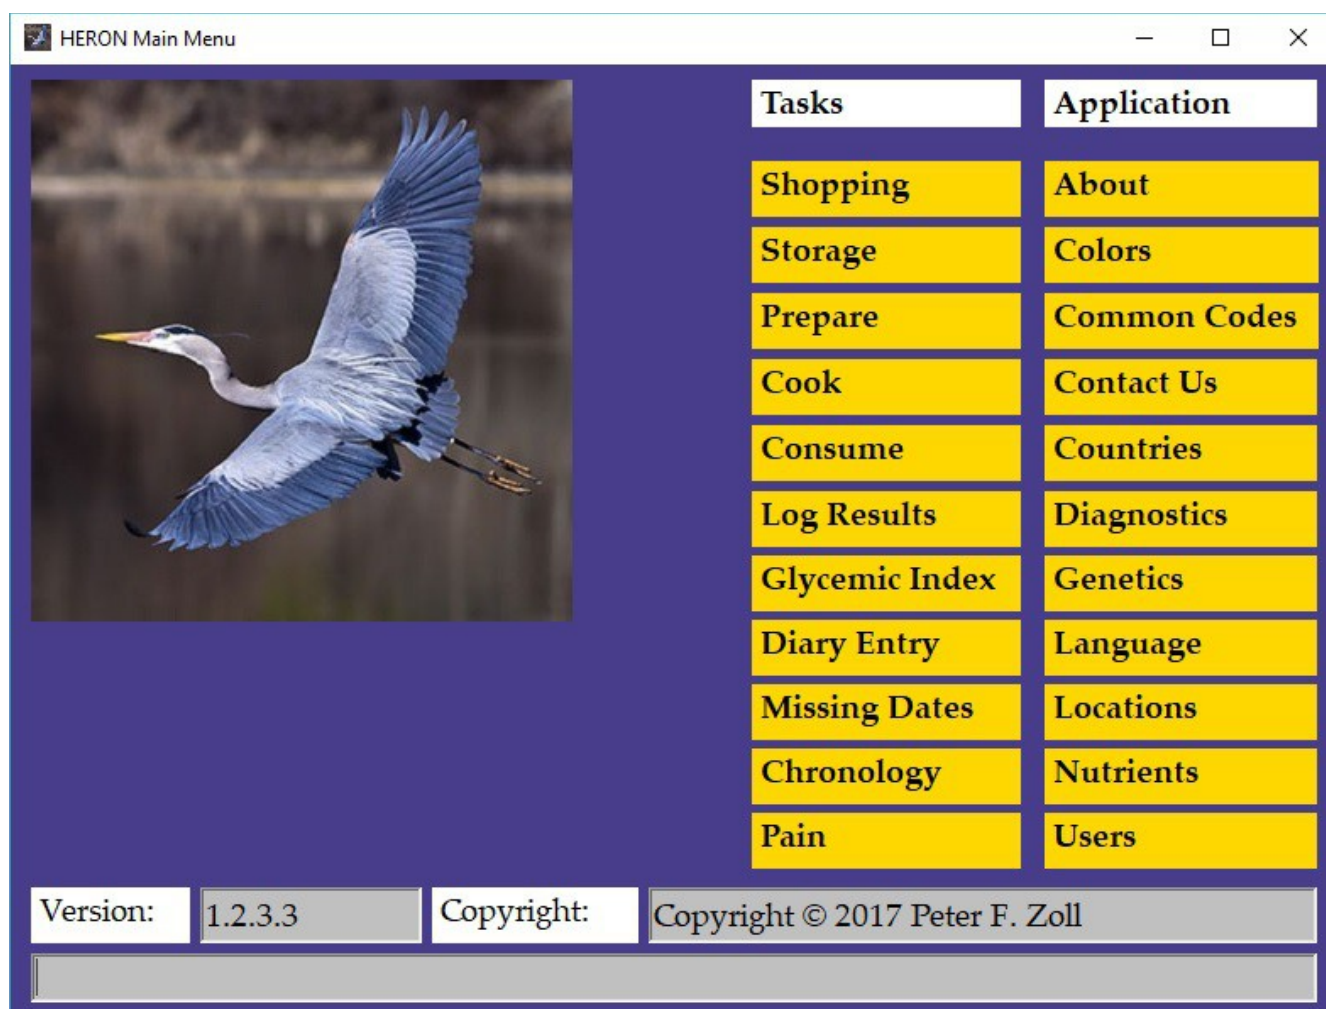 HERON Main Menu
Tasks
Application
Shopping
About
Storage
Colors
Prepare
Common Codes
Cook
Contact Us
Consume
Countries
Log Results
Diagnostics
Glycemic Index
Genetics
Diary Entry
Language
Missing Dates
Locations
Chronology
Nutrients
Pain
Users
Version: 1.2.3.3 Copyright: Copyright © 2017 Peter F. Zoll